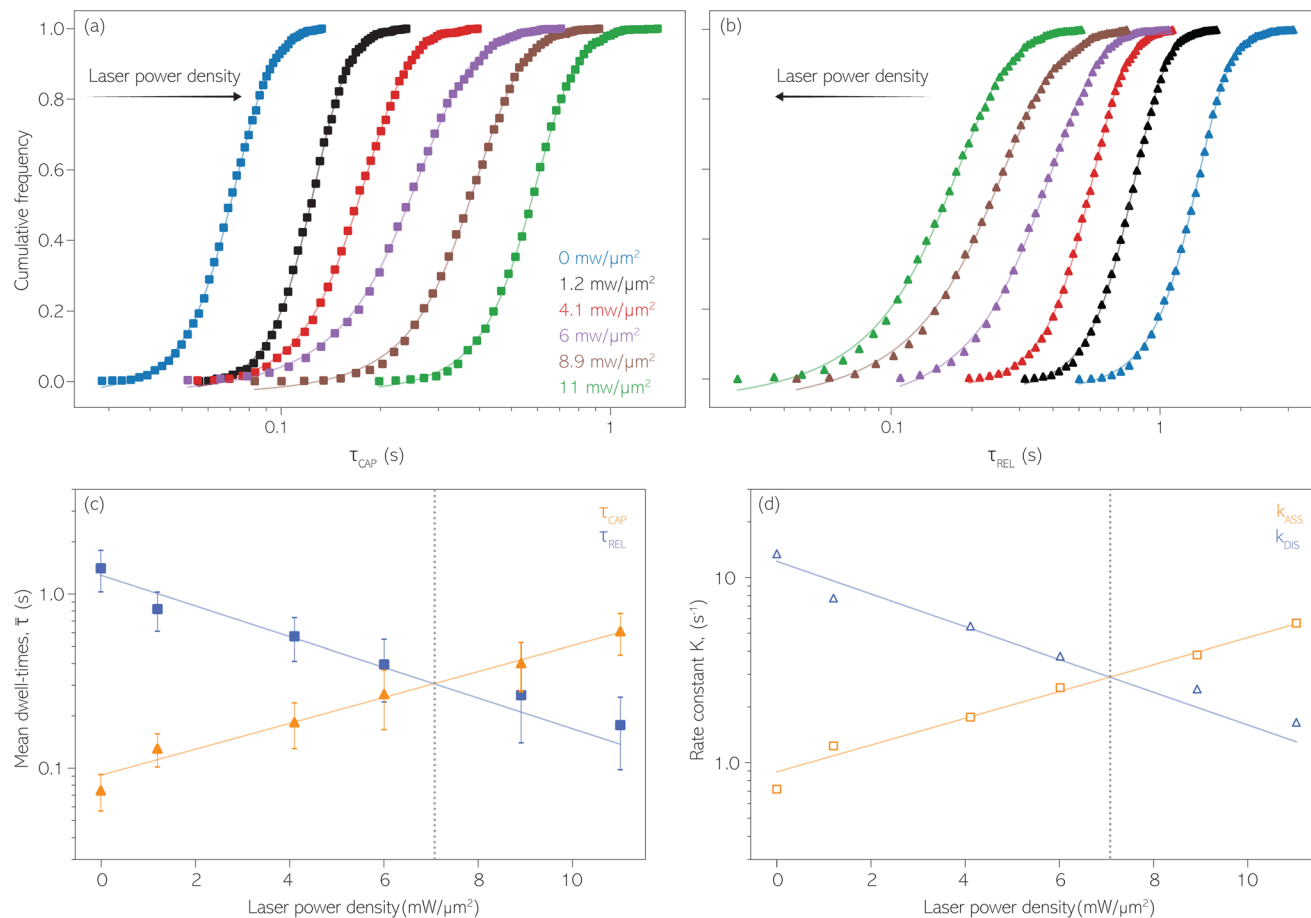 (a)
Laser power density
Cumulative frequency
1.0
0.8
0.6
0.4
0.2
0.0
0 mw/µm²
1.2 mw/µm²
4.1 mw/µm²
6 mw/µm²
8.9 mw/µm²
11 mw/µm²
0.1
1
τCAP (s)
(b)
Laser power density
0.1
1
τREL (s)
(c)
τCAP
τREL
Mean dwell-times, τ̅ (s)
1.0
0.1
0
2
4
6
8
10
Laser power density(mW/µm²)
(d)
kASS
kDIS
Rate constant K, (s⁻¹)
10
1.0
0
2
4
6
8
10
Laser power density(mW/µm²)